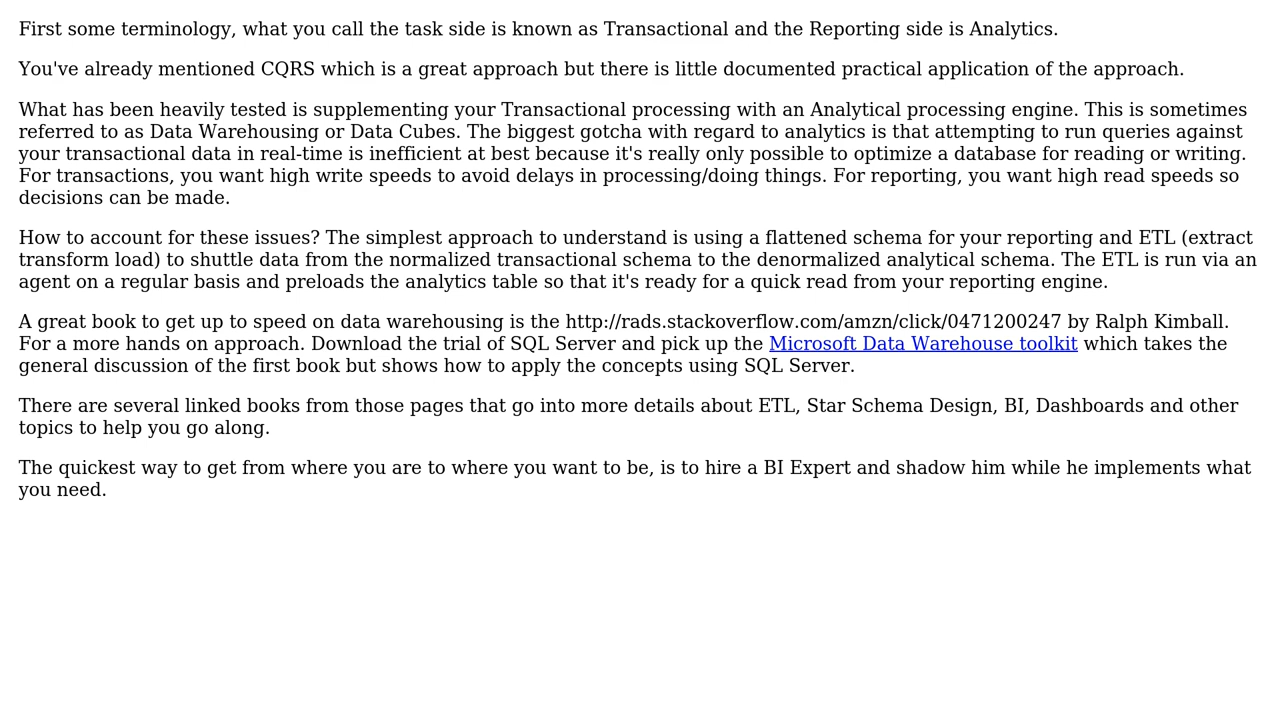 First some terminology, what you call the task side is known as Transactional and the Reporting side is Analytics.
You've already mentioned CQRS which is a great approach but there is little documented practical application of the approach.
What has been heavily tested is supplementing your Transactional processing with an Analytical processing engine. This is sometimes
referred to as Data Warehousing or Data Cubes. The biggest gotcha with regard to analytics is that attempting to run queries against
your transactional data in real-time is inefficient at best because it's really only possible to optimize a database for reading or writing.
For transactions, you want high write speeds to avoid delays in processing/doing things. For reporting, you want high read speeds so
decisions can be made.
How to account for these issues? The simplest approach to understand is using a flattened schema for your reporting and ETL (extract
transform load) to shuttle data from the normalized transactional schema to the denormalized analytical schema. The ETL is run via an
agent on a regular basis and preloads the analytics table so that it's ready for a quick read from your reporting engine.
A great book to get up to speed on data warehousing is the http://rads.stackoverflow.com/amzn/click/0471200247 by Ralph Kimball.
For a more hands on approach. Download the trial of SQL Server and pick up the Microsoft Data Warehouse toolkit which takes the
general discussion of the first book but shows how to apply the concepts using SQL Server.
There are several linked books from those pages that go into more details about ETL, Star Schema Design, BI, Dashboards and other
topics to help you go along.
The quickest way to get from where you are to where you want to be, is to hire a BI Expert and shadow him while he implements what
you need.